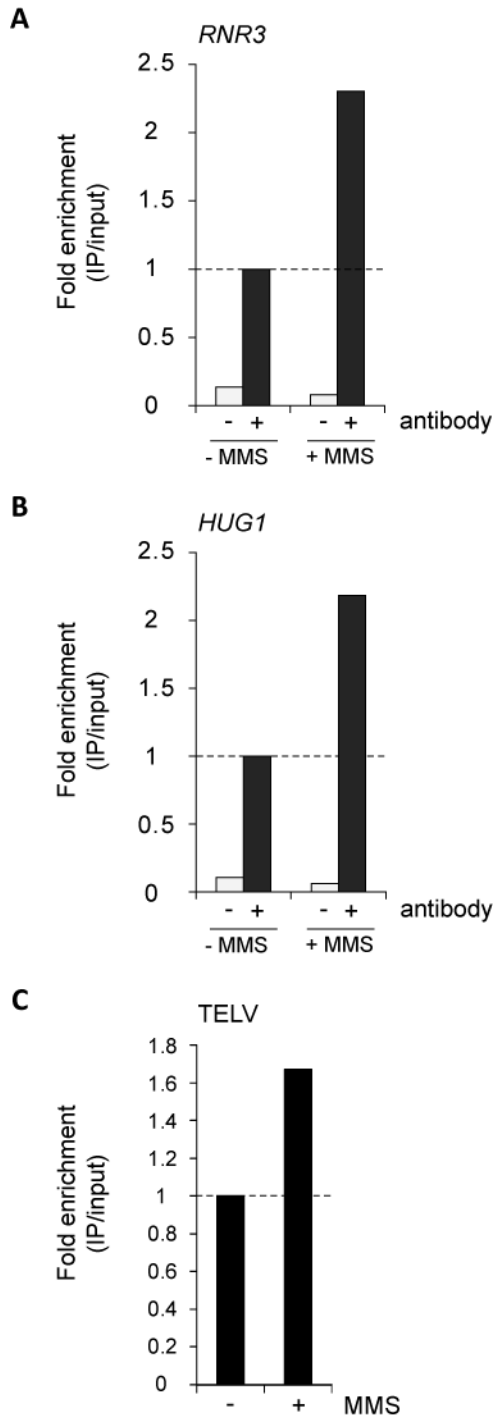 A
RNR3
Fold enrichment
(IP/input)
2.5
2
1.5
1
0.5
0
- + - + antibody
- MMS + MMS
B
HUG1
Fold enrichment
(IP/input)
2.5
2
1.5
1
0.5
0
- + - + antibody
- MMS + MMS
C
TELV
Fold enrichment
(IP/input)
1.8
1.6
1.4
1.2
1
0.8
0.6
0.4
0.2
0
- + MMS